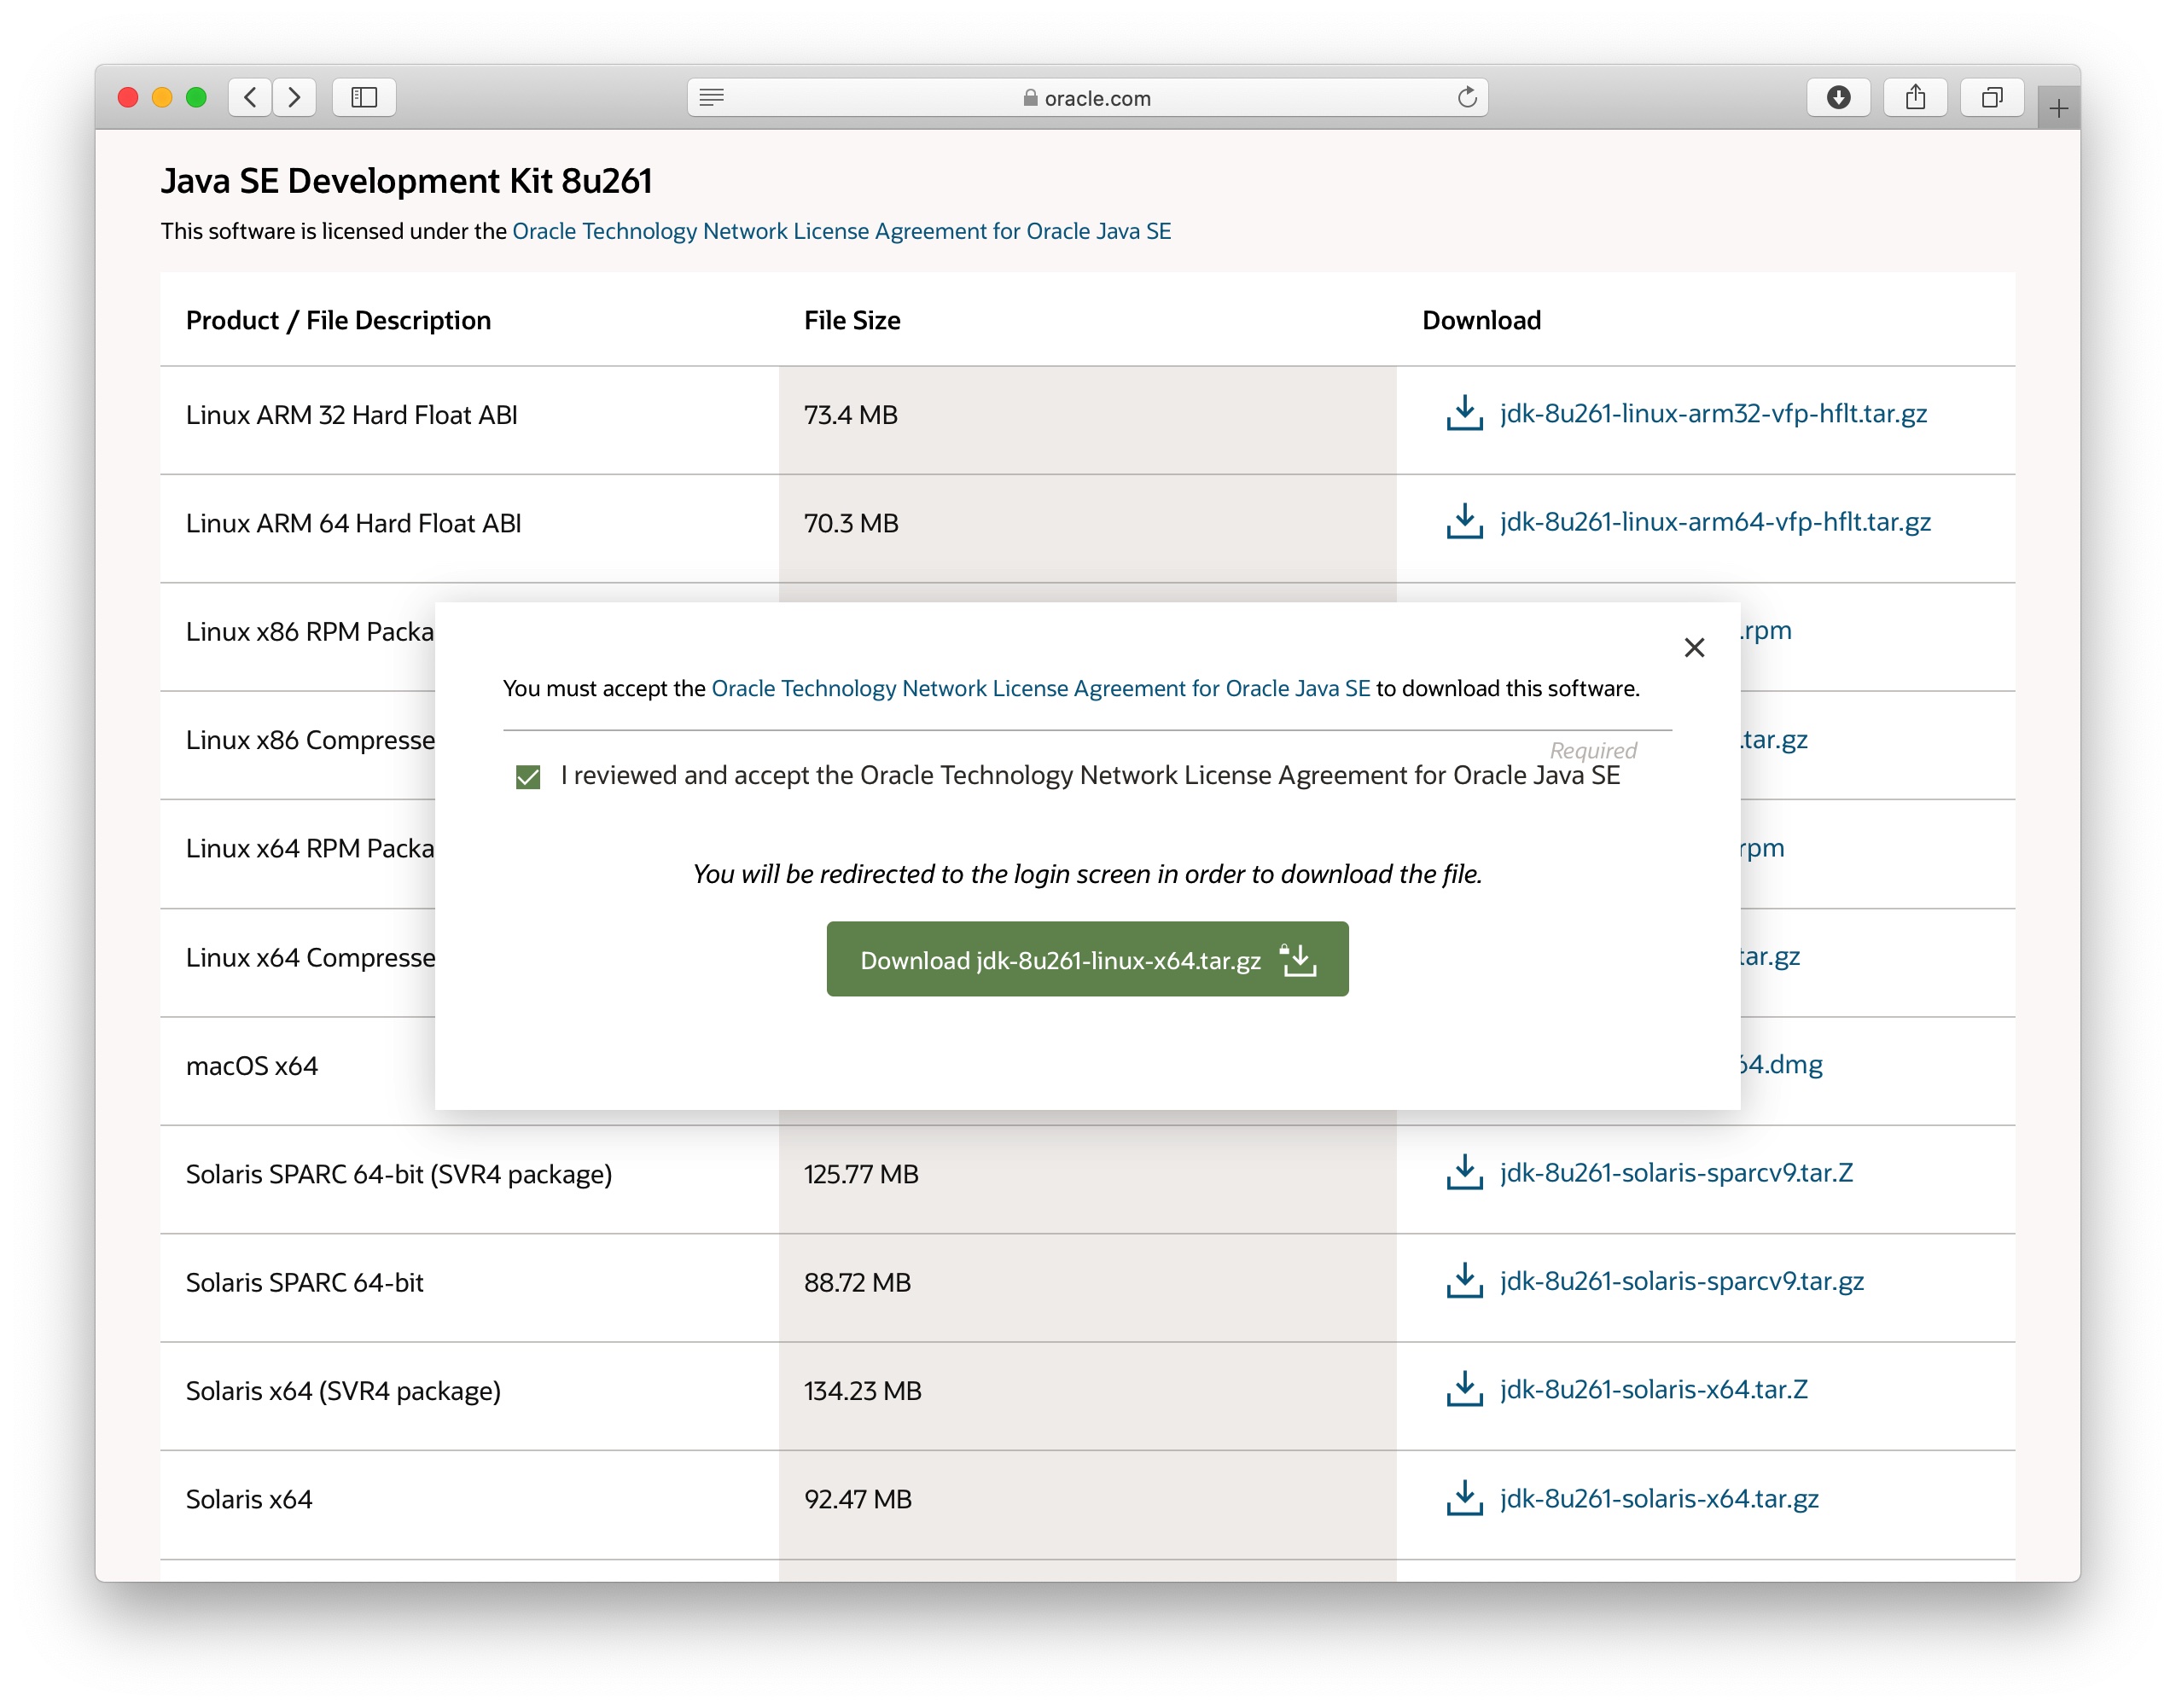 oracle.com
Java SE Development Kit 8u261
This software is licensed under the Oracle Technology Network License Agreement for Oracle Java SE
Product / File Description File Size Download
Linux ARM 32 Hard Float ABI 73.4 MB jdk-8u261-linux-arm32-vfp-hflt.tar.gz
Linux ARM 64 Hard Float ABI 70.3 MB jdk-8u261-linux-arm64-vfp-hflt.tar.gz
Linux x86 RPM .rpm
You must accept the Oracle Technology Network License Agreement for Oracle Java SE to download this software.
Linux x86 .tar.gz
Required
I reviewed and accept the Oracle Technology Network License Agreement for Oracle Java SE
Linux x64 RPM rpm
You will be redirected to the login screen in order to download the file.
Linux x64 tar.gz
Download jdk-8u261-linux-x64.tar.gz
macOS x64 64.dmg
Solaris SPARC 64-bit (SVR4 package) 125.77 MB jdk-8u261-solaris-sparcv9.tar.Z
Solaris SPARC 64-bit 88.72 MB jdk-8u261-solaris-sparcv9.tar.gz
Solaris x64 (SVR4 package) 134.23 MB jdk-8u261-solaris-x64.tar.Z
Solaris x64 92.47 MB jdk-8u261-solaris-x64.tar.gz